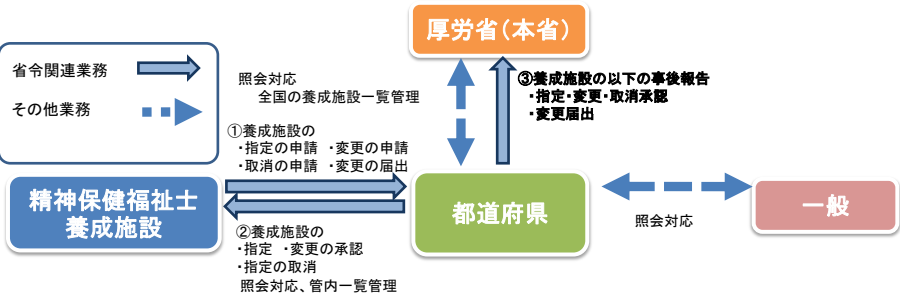 厚労省（本省）
省令関連業務
その他業務
照会対応
全国の養成施設一覧管理
③養成施設の以下の事後報告
・指定・変更・取消承認
・変更届出
①養成施設の
・指定の申請 ・変更の申請
・取消の申請 ・変更の届出
精神保健福祉士
養成施設
都道府県
一般
照会対応
②養成施設の
・指定 ・変更の承認
・指定の取消
照会対応、管内一覧管理